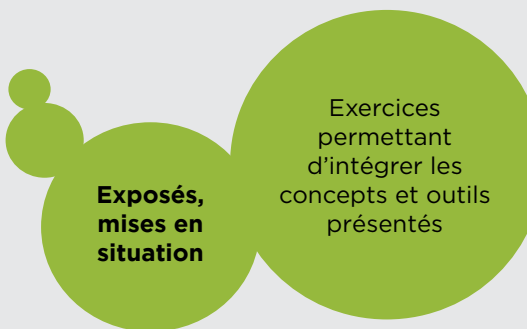 Exposés,
mises en
situation
Exercices
permettant
d’intégrer les
concepts et outils
présentés